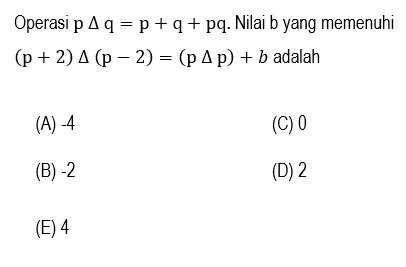 Operasi p Δ q = p + q + pq. Nilai b yang memenuhi
(p + 2) Δ (p − 2) = (p Δ p) + b adalah
(A) -4 (C) 0
(B) -2 (D) 2
(E) 4